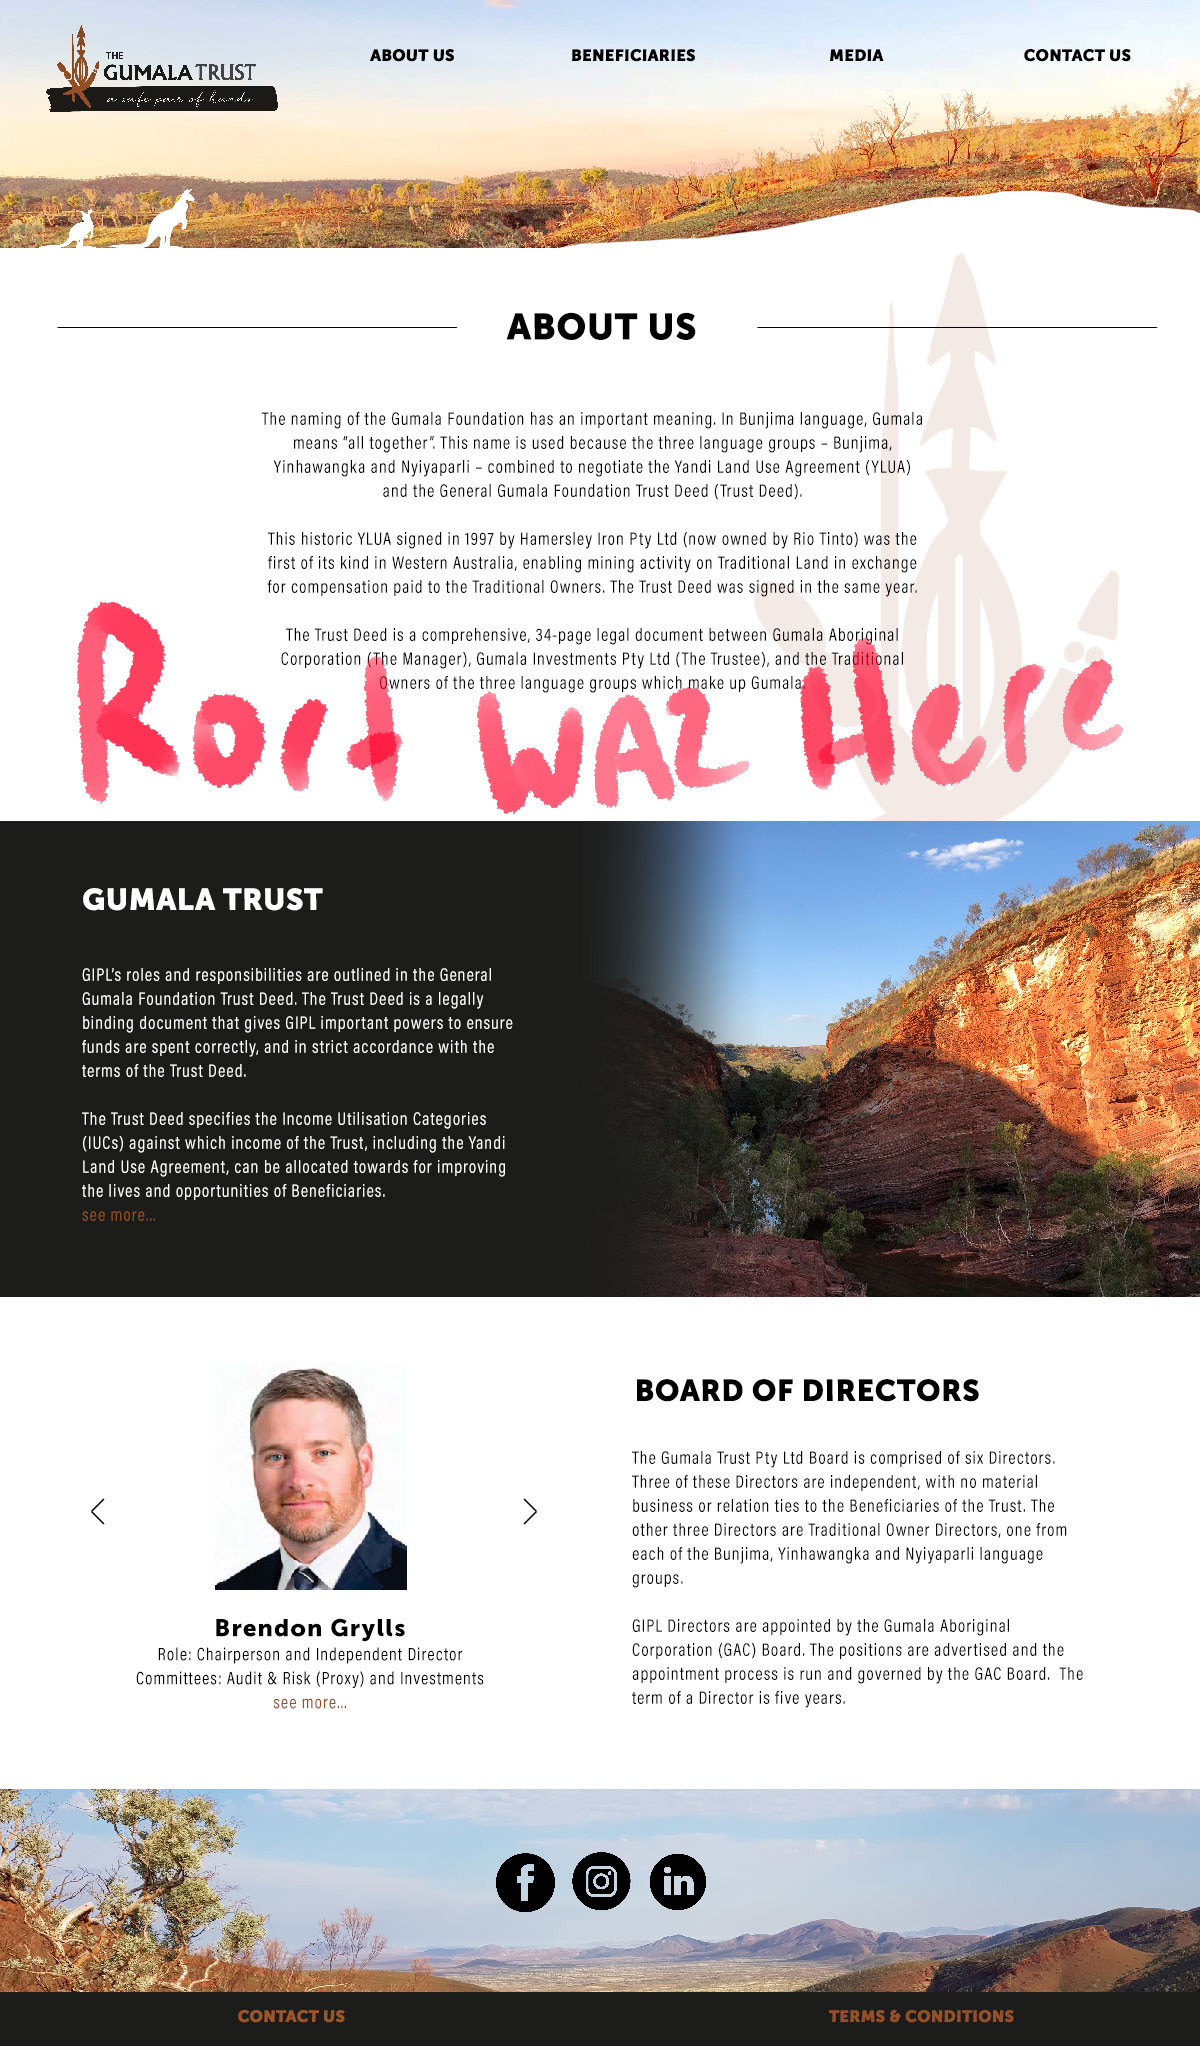 THE
GUMALA TRUST
a safe pair of hands
ABOUT US
BENEFICIARIES
MEDIA
CONTACT US
ABOUT US
The naming of the Gumala Foundation has an important meaning. In Bunjima language, Gumala
means "all together". This name is used because the three language groups – Bunjima,
Yinhawangka and Nyiyaparli – combined to negotiate the Yandi Land Use Agreement (YLUA)
and the General Gumala Foundation Trust Deed (Trust Deed).
This historic YLUA signed in 1997 by Hamersley Iron Pty Ltd (now owned by Rio Tinto) was the
first of its kind in Western Australia, enabling mining activity on Traditional Land in exchange
for compensation paid to the Traditional Owners. The Trust Deed was signed in the same year.
The Trust Deed is a comprehensive, 34-page legal document between Gumala Aboriginal
Corporation (The Manager), Gumala Investments Pty Ltd (The Trustee), and the Traditional
Owners of the three language groups which make up Gumala.
Rort waz Here
GUMALA TRUST
GIPL's roles and responsibilities are outlined in the General
Gumala Foundation Trust Deed. The Trust Deed is a legally
binding document that gives GIPL important powers to ensure
funds are spent correctly, and in strict accordance with the
terms of the Trust Deed.
The Trust Deed specifies the Income Utilisation Categories
(IUCs) against which income of the Trust, including the Yandi
Land Use Agreement, can be allocated towards for improving
the lives and opportunities of Beneficiaries.
see more...
Brendon Grylls
Role: Chairperson and Independent Director
Committees: Audit & Risk (Proxy) and Investments
see more...
BOARD OF DIRECTORS
The Gumala Trust Pty Ltd Board is comprised of six Directors.
Three of these Directors are independent, with no material
business or relation ties to the Beneficiaries of the Trust. The
other three Directors are Traditional Owner Directors, one from
each of the Bunjima, Yinhawangka and Nyiyaparli language
groups.
GIPL Directors are appointed by the Gumala Aboriginal
Corporation (GAC) Board. The positions are advertised and the
appointment process is run and governed by the GAC Board. The
term of a Director is five years.
CONTACT US
TERMS & CONDITIONS